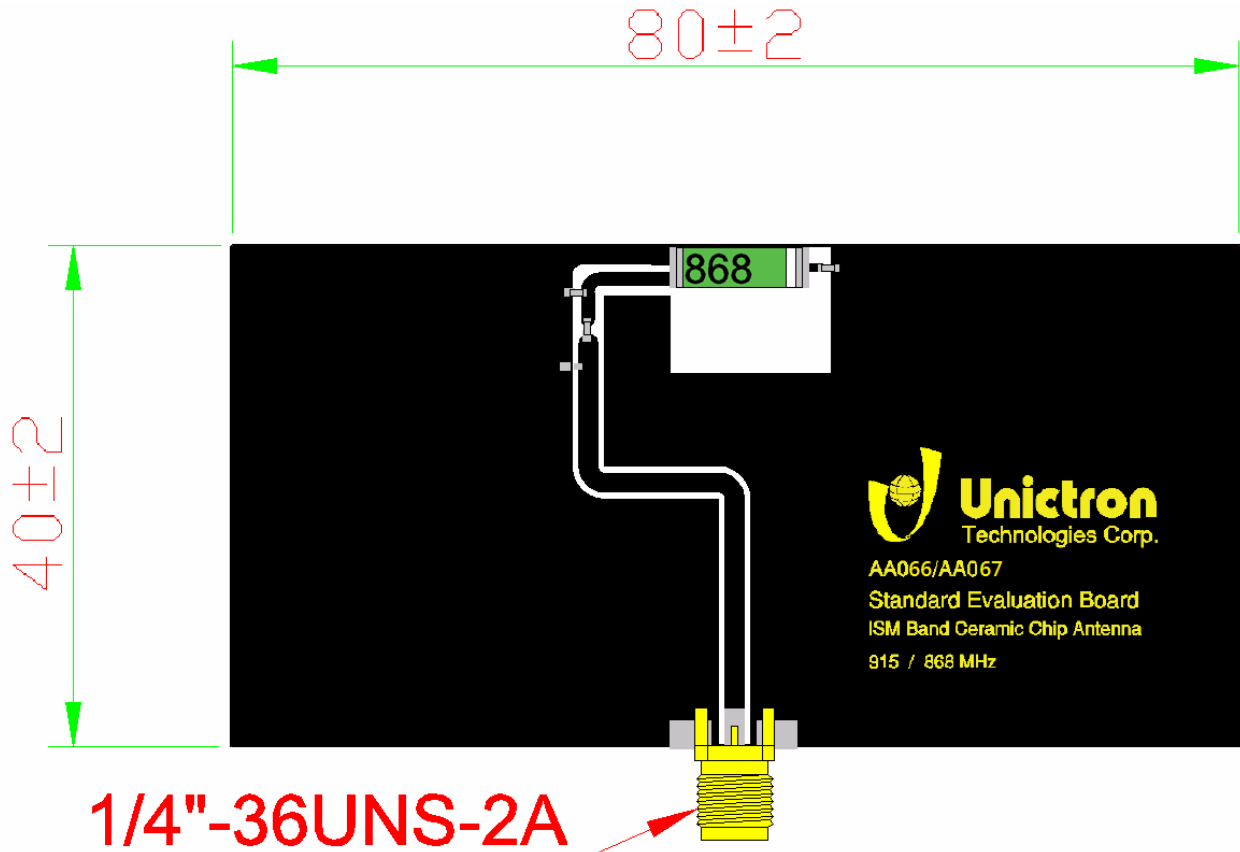 80±2
40±2
868
Unictron
Technologies Corp.
AA066/AA067
Standard Evaluation Board
ISM Band Ceramic Chip Antenna
915 / 868 MHz
1/4"-36UNS-2A